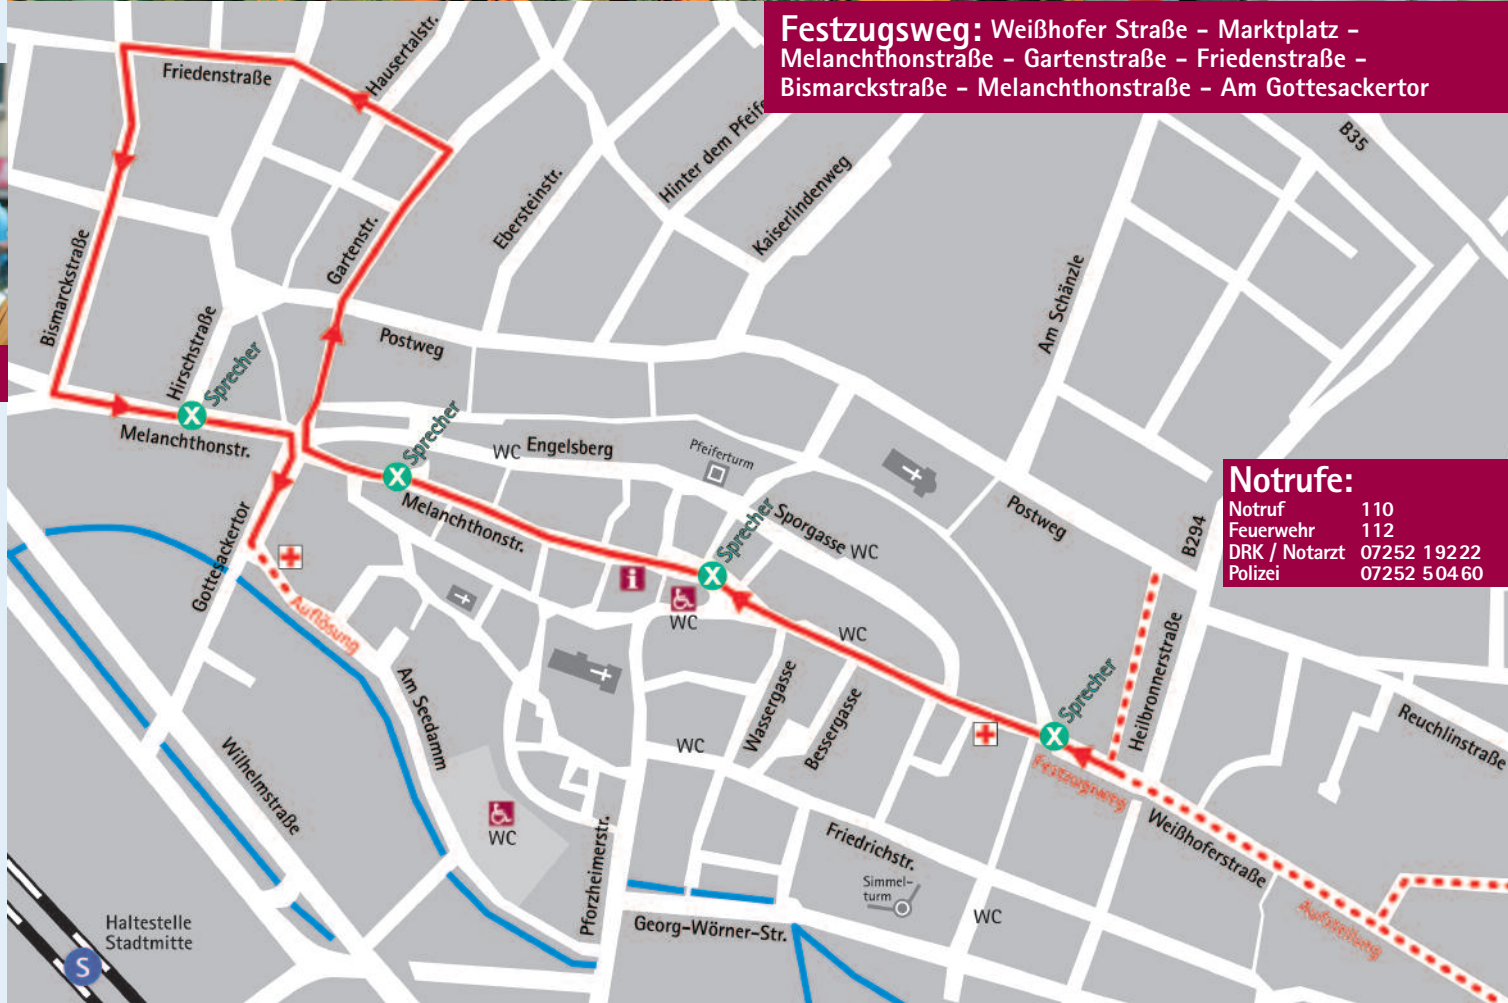 Festzugsweg: Weißhofer Straße – Marktplatz –
Melanchthonstraße – Gartenstraße – Friedenstraße –
Bismarckstraße – Melanchthonstraße – Am Gottesackertor
Friedenstraße
Hausertalstr.
Hinter dem Pfeife
B35
Ebersteinstr.
Kaiserlindenweg
Gartenstr.
Bismarckstraße
Am Schänzle
Hirschstraße
Postweg
Sprecher
X
Melanchthonstr.
Sprecher
X
WC Engelsberg
Pfeiferturm
Melanchthonstr.
Notrufe:
Notruf 110
Feuerwehr 112
DRK / Notarzt 07252 19222
Polizei 07252 50460
Postweg
B294
Sporgasse WC
Sprecher
X
Gottesackertor
Auflösung
i
WC
WC
Sprecher
X
Heilbronnerstraße
Am Seedamm
Wassergasse
Bessergasse
WC
Reuchlinstraße
Festzugsweg
Wilhelmstraße
WC
Weißhoferstraße
Friedrichstr.
Pforzheimerstr.
Simmel-
turm
WC
Georg-Wörner-Str.
Aufstellung
Haltestelle
Stadtmitte
S